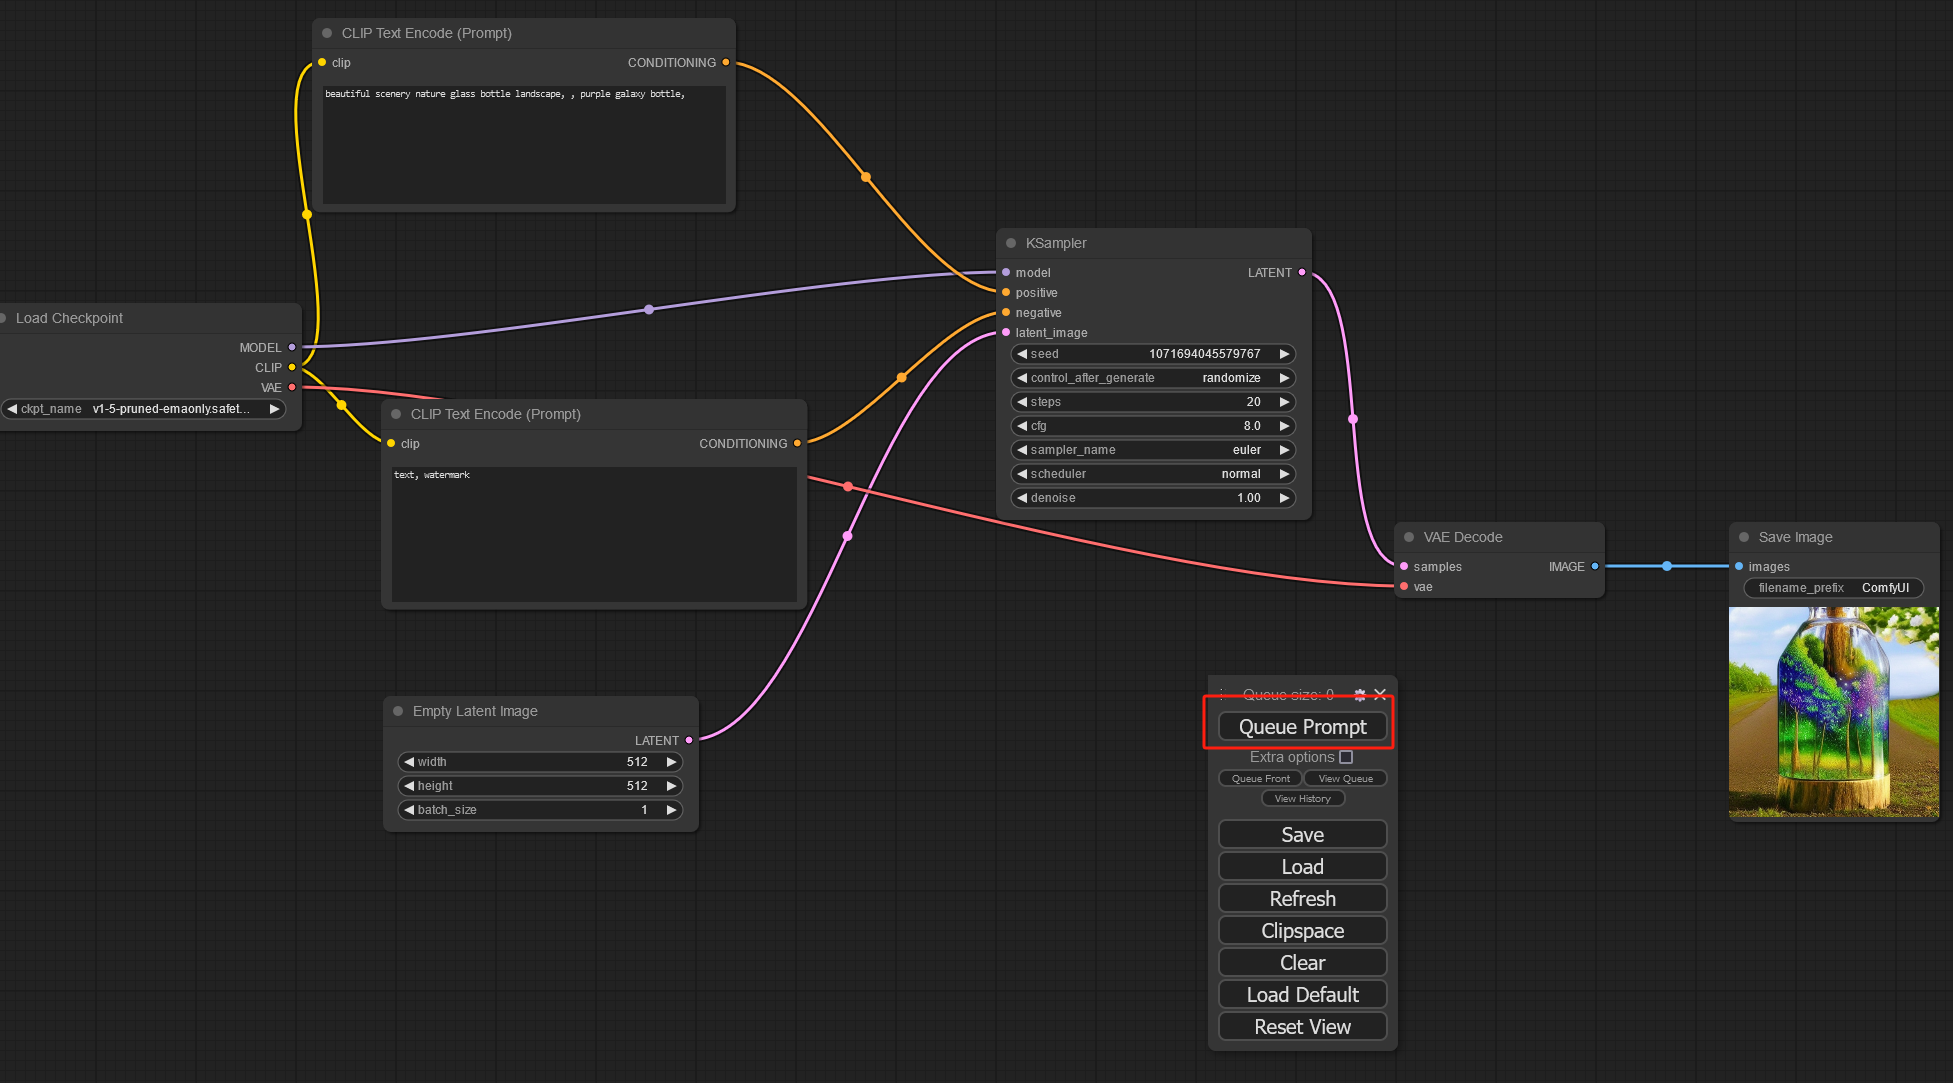 CLIP Text Encode (Prompt)
clip CONDITIONING
beautiful scenery nature glass bottle landscape, , purple galaxy bottle,
Load Checkpoint
MODEL
CLIP
VAE
ckpt_name v1-5-pruned-emaonly.safet...
CLIP Text Encode (Prompt)
clip CONDITIONING
text, watermark
Empty Latent Image
LATENT
width 512
height 512
batch_size 1
KSampler
model LATENT
positive
negative
latent_image
seed 1071694045579767
control_after_generate randomize
steps 20
cfg 8.0
sampler_name euler
scheduler normal
denoise 1.00
VAE Decode
samples IMAGE
vae
Save Image
images
filename_prefix ComfyUI
Queue size: 0
Queue Prompt
Extra options
Queue Front View Queue
View History
Save
Load
Refresh
Clipspace
Clear
Load Default
Reset View